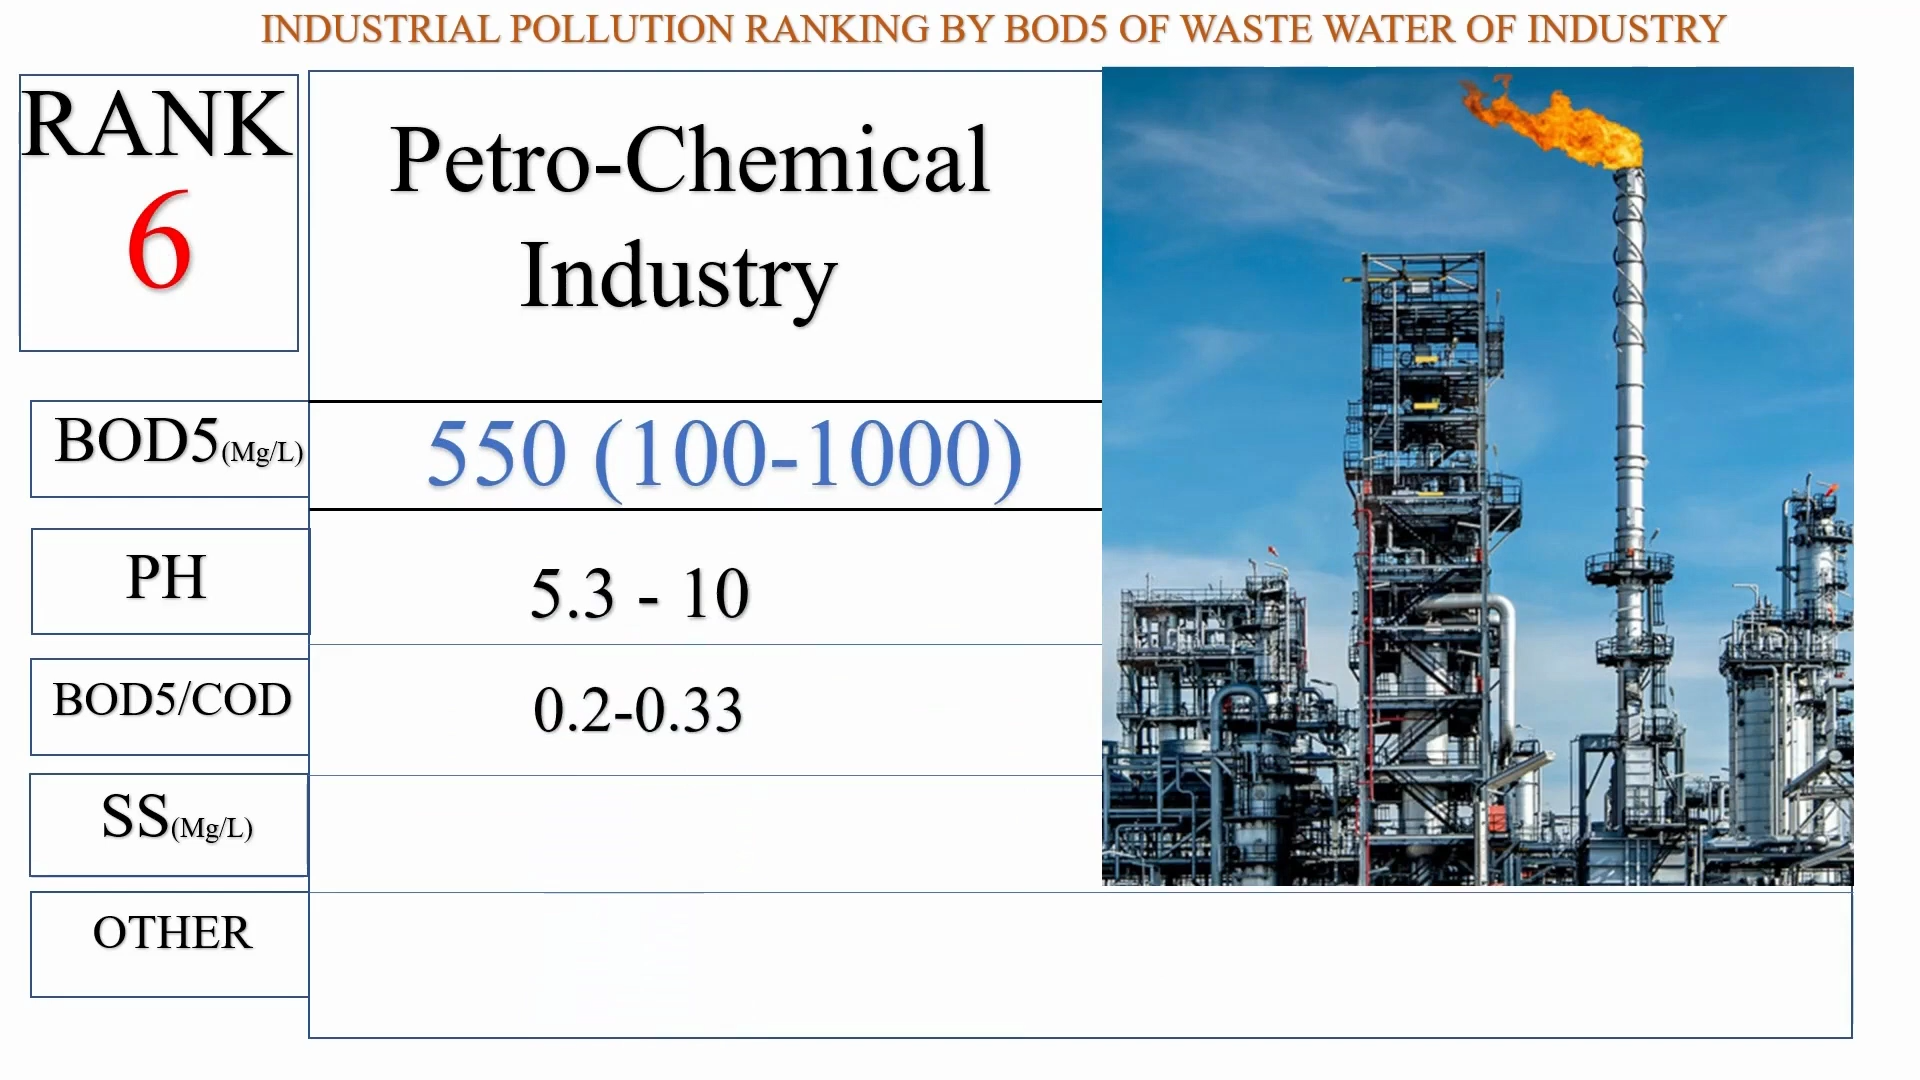 INDUSTRIAL POLLUTION RANKING BY BOD5 OF WASTE WATER OF INDUSTRY
RANK
6
Petro-Chemical
Industry
BOD5(Mg/L)
550 (100-1000)
PH
5.3 - 10
BOD5/COD
0.2-0.33
SS(Mg/L)
OTHER